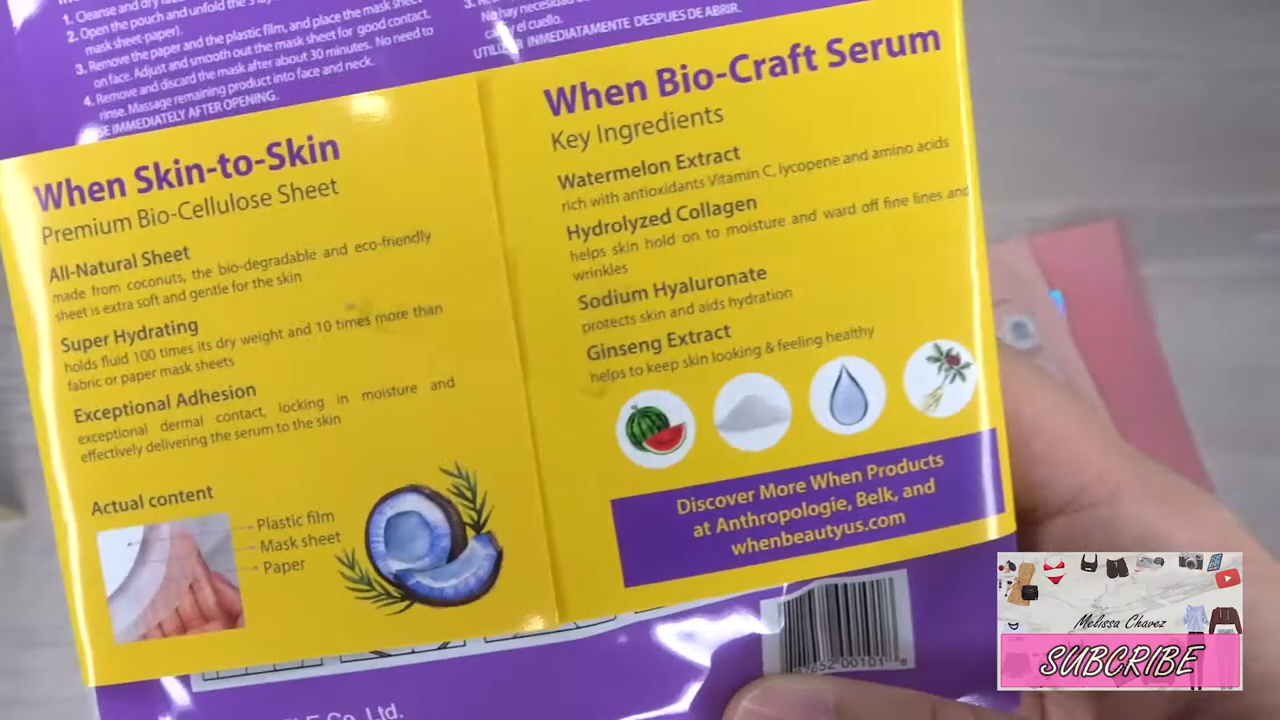 1. Cleanse and dry
2. Open the pouch and unfold the 3
mask sheet-paper).
3. Remove the paper and the plastic film, and place the mask sheet
on face. Adjust and smooth out the mask sheet for good contact.
4. Remove and discard the mask after about 30 minutes. No need to
rinse. Massage remaining product into face and neck.
IMMEDIATELY AFTER OPENING.
3.
No hay necesidad
y el cuello.
INMEDIATAMENTE DESPUES DE ABRIR.
When Skin-to-Skin
Premium Bio-Cellulose Sheet
All-Natural Sheet
made from coconuts, the bio-degradable and eco-friendly
sheet is extra soft and gentle for the skin
Super Hydrating
holds fluid 100 times its dry weight and 10 times more than
fabric or paper mask sheets
Exceptional Adhesion
exceptional dermal contact, locking in moisture and
effectively delivering the serum to the skin
Actual content
Plastic film
Mask sheet
Paper
When Bio-Craft Serum
Key Ingredients
Watermelon Extract
rich with antioxidants Vitamin C, lycopene and amino acids
Hydrolyzed Collagen
helps skin hold on to moisture and ward off fine lines and
wrinkles
Sodium Hyaluronate
protects skin and aids hydration
Ginseng Extract
helps to keep skin looking & feeling healthy
Discover More When Products
at Anthropologie, Belk, and
whenbeautyus.com
00101 8
Co., Ltd.
Melissa Chavez
SUBCRIBE